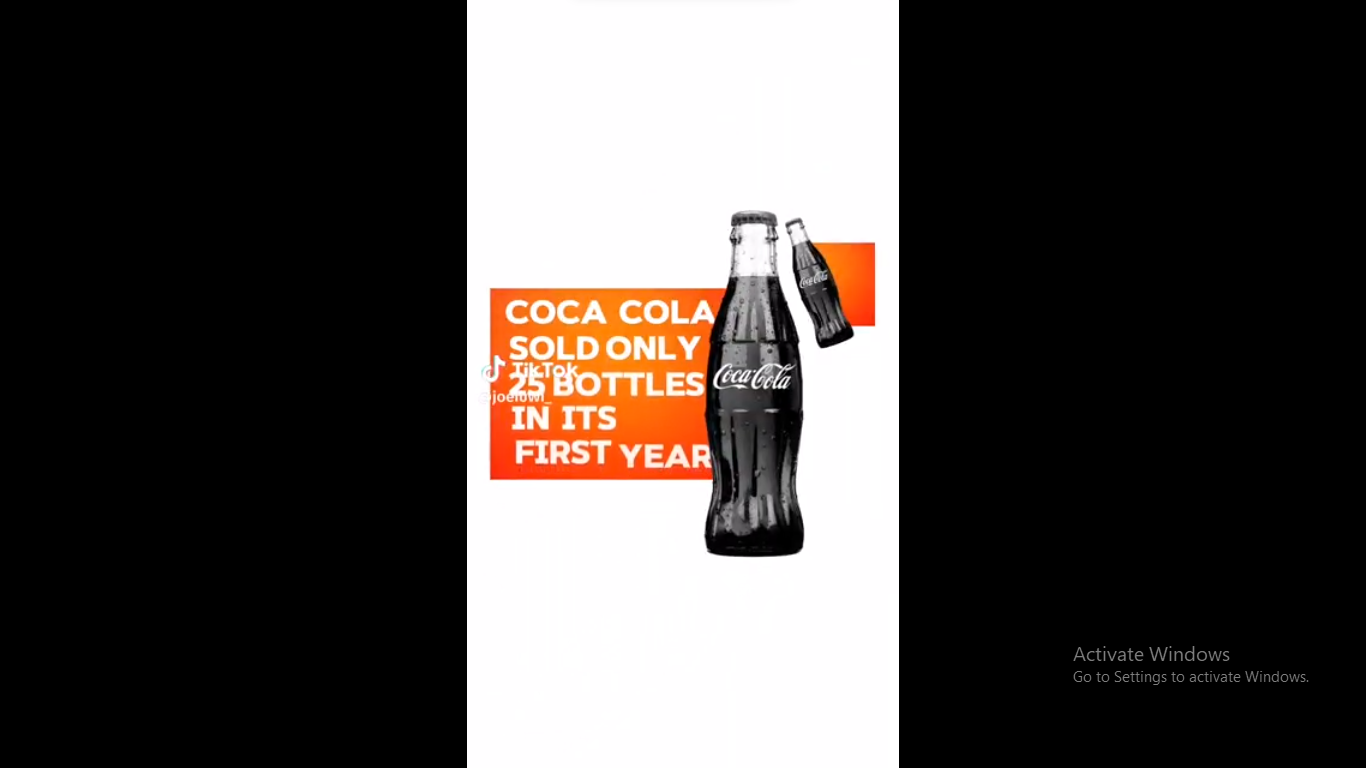 COCA COLA
SOLD ONLY
25 BOTTLES
IN ITS
FIRST YEAR
TikTok
Coca-Cola
Coca-Cola
Activate Windows
Go to Settings to activate Windows.